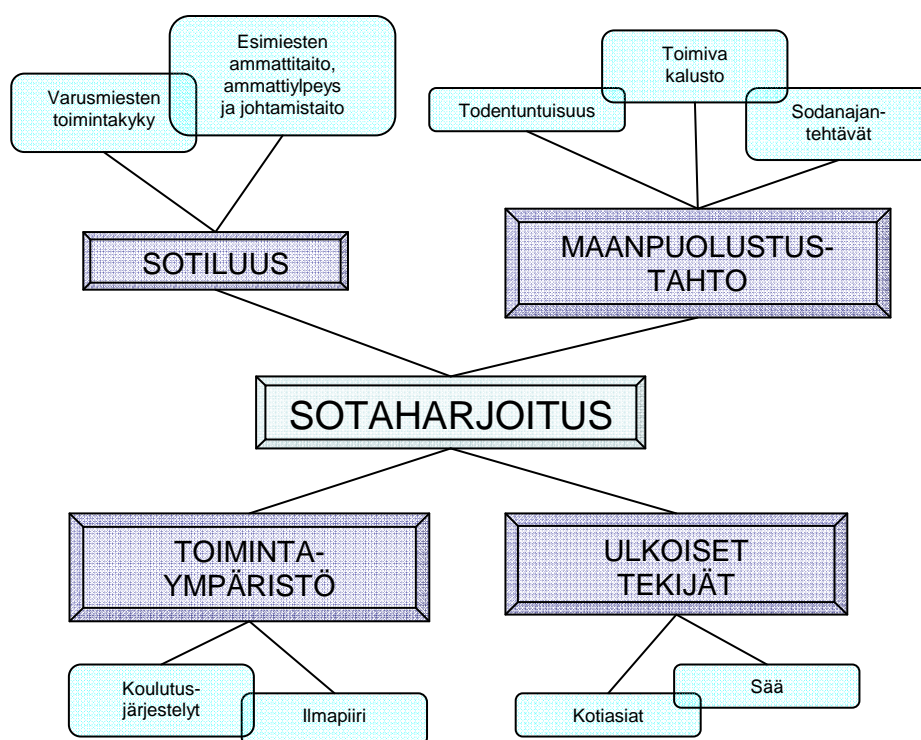 Esimiesten
ammattitaito,
ammattiylpeys
ja johtamistaito
Varusmiesten
toimintakyky
Toimiva
kalusto
Todentuntuisuus
Sodanajan-
tehtävät
SOTILUUS
MAANPUOLUSTUS-
TAHTO
SOTAHARJOITUS
TOIMINTA-
YMPÄRISTÖ
ULKOISET
TEKIJÄT
Koulutus-
järjestelyt
Ilmapiiri
Kotiasiat
Sää